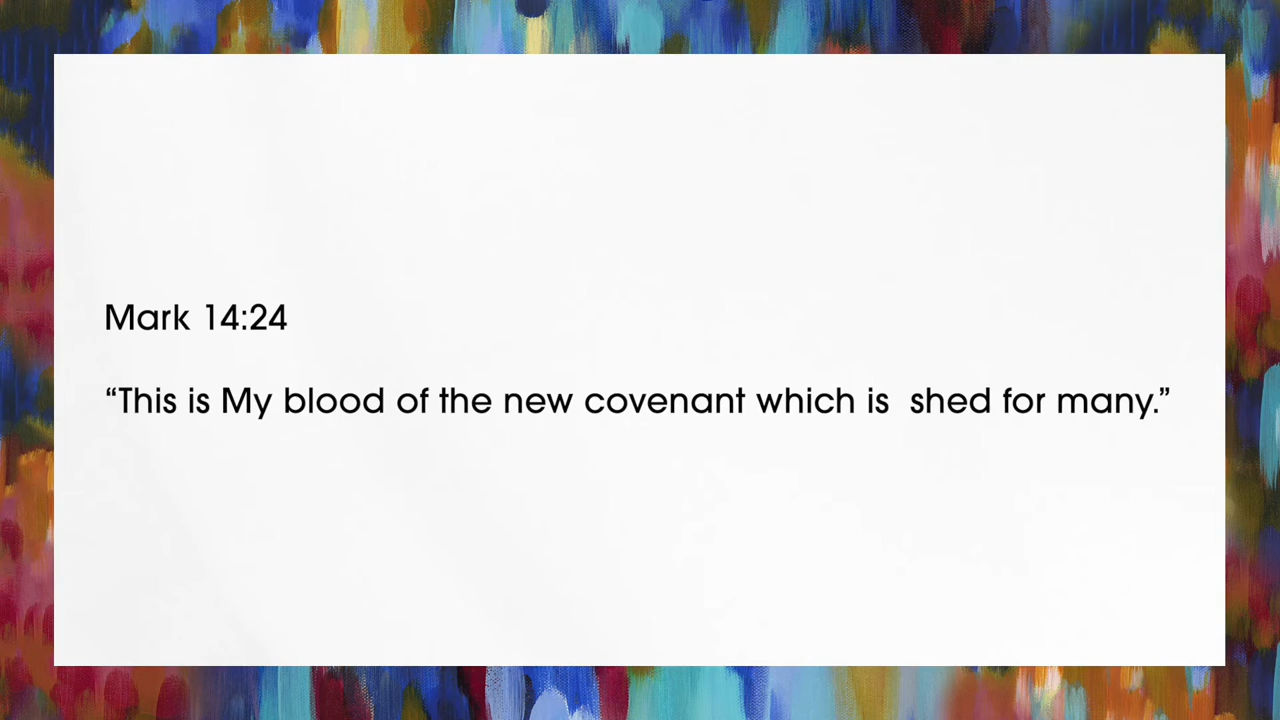 Mark 14:24
“This is My blood of the new covenant which is  shed for many.”